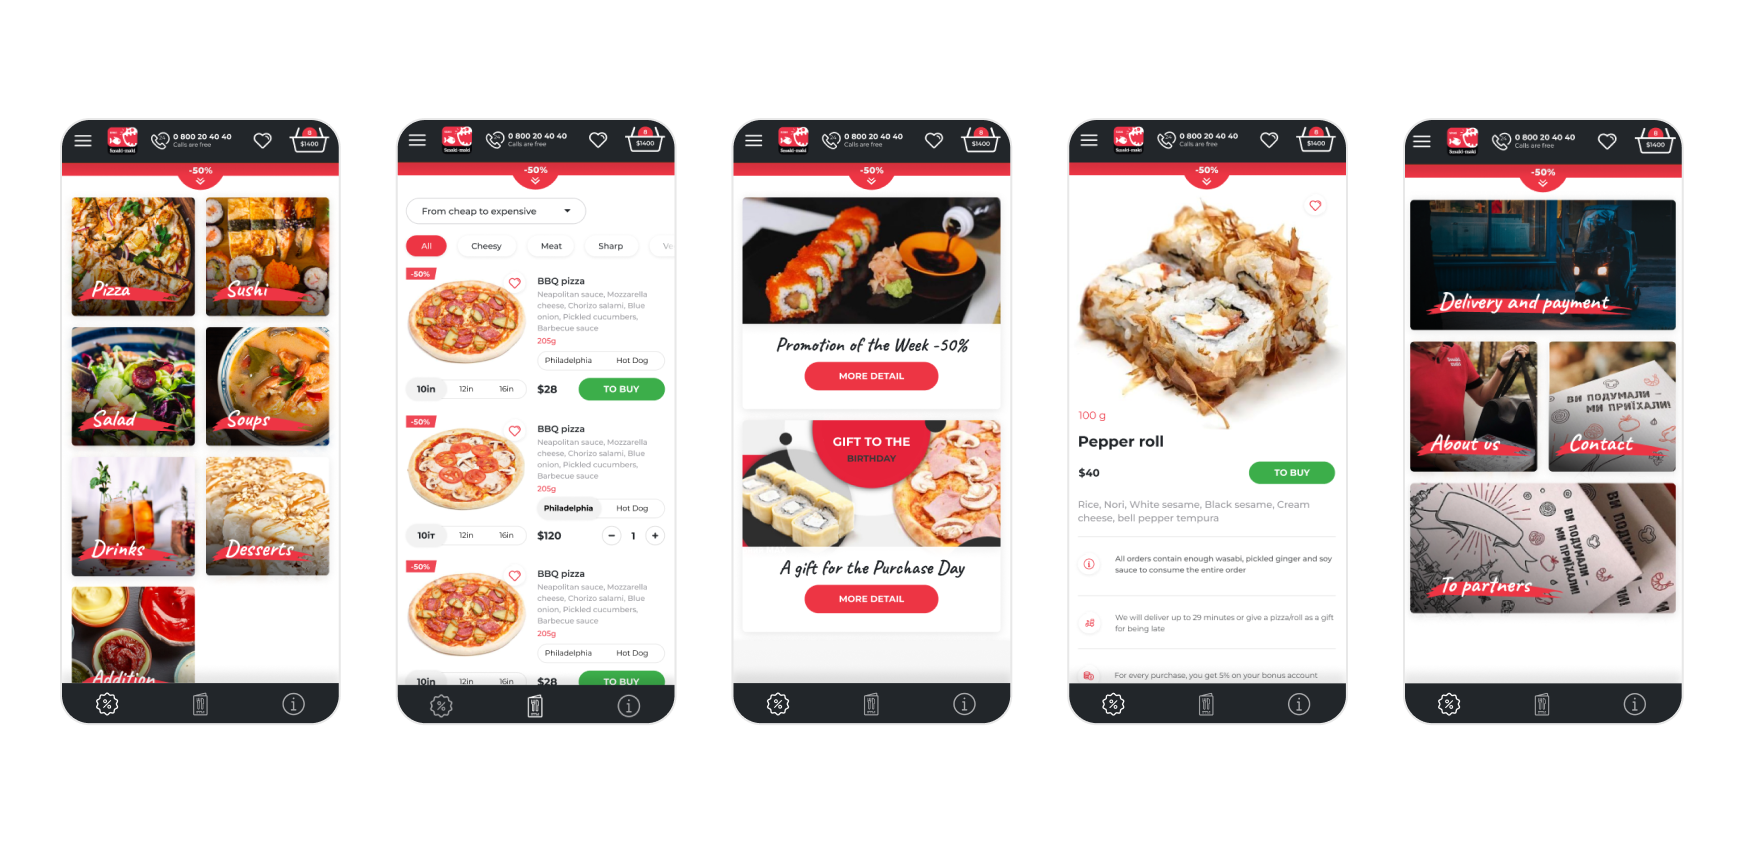 0 800 20 40 40
Calls are free
8
$1400
-50%
Pizza
Sushi
Salad
Soups
Drinks
Desserts
Addition
0 800 20 40 40
Calls are free
8
$1400
-50%
From cheap to expensive
All
Cheesy
Meat
Sharp
Ve
-50%
BBQ pizza
Neapolitan sauce, Mozzarella
cheese, Chorizo salami, Blue
onion, Pickled cucumbers,
Barbecue sauce
205g
Philadelphia
Hot Dog
10in
12in
16in
$28
TO BUY
-50%
BBQ pizza
Neapolitan sauce, Mozzarella
cheese, Chorizo salami, Blue
onion, Pickled cucumbers,
Barbecue sauce
205g
Philadelphia
Hot Dog
10іт
12in
16in
$120
1
-50%
BBQ pizza
Neapolitan sauce, Mozzarella
cheese, Chorizo salami, Blue
onion, Pickled cucumbers,
Barbecue sauce
205g
Philadelphia
Hot Dog
10in
12in
16in
$28
TO BUY
0 800 20 40 40
Calls are free
8
$1400
-50%
Promotion of the Week -50%
MORE DETAIL
GIFT TO THE
BIRTHDAY
A gift for the Purchase Day
MORE DETAIL
0 800 20 40 40
Calls are free
8
$1400
-50%
100 g
Pepper roll
$40
TO BUY
Rice, Nori, White sesame, Black sesame, Cream
cheese, bell pepper tempura
All orders contain enough wasabi, pickled ginger and soy
sauce to consume the entire order
We will deliver up to 29 minutes or give a pizza/roll as a gift
for being late
For every purchase, you get 5% on your bonus account
0 800 20 40 40
Calls are free
8
$1400
-50%
Delivery and payment
About us
ВИ ПОДУМАЛИ -
МИ ПРИЇХАЛИ!
Contact
ВИ ПОДУМАЛИ -
МИ ПРИЇХАЛИ!
To partners